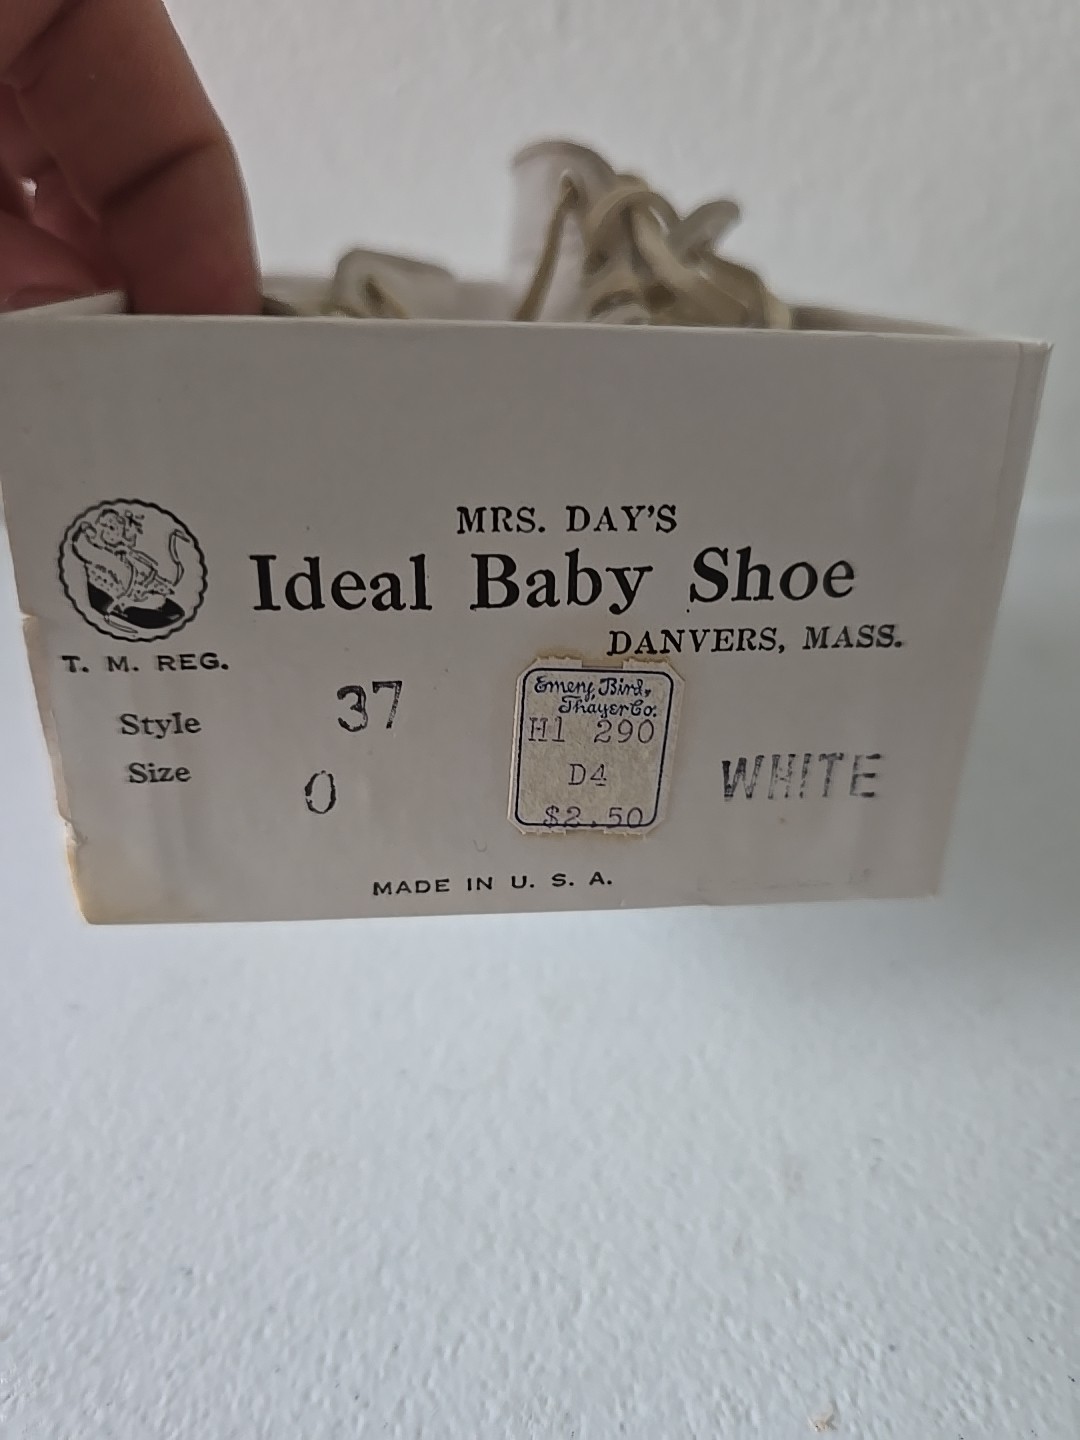 MRS. DAY'S
Ideal Baby Shoe
DANVERS, MASS.
T. M. REG.
Style 37
Size 0
Emery, Bird,
Thayer Co.
H1 290
D4
$2.50
WHITE
MADE IN U. S. A.